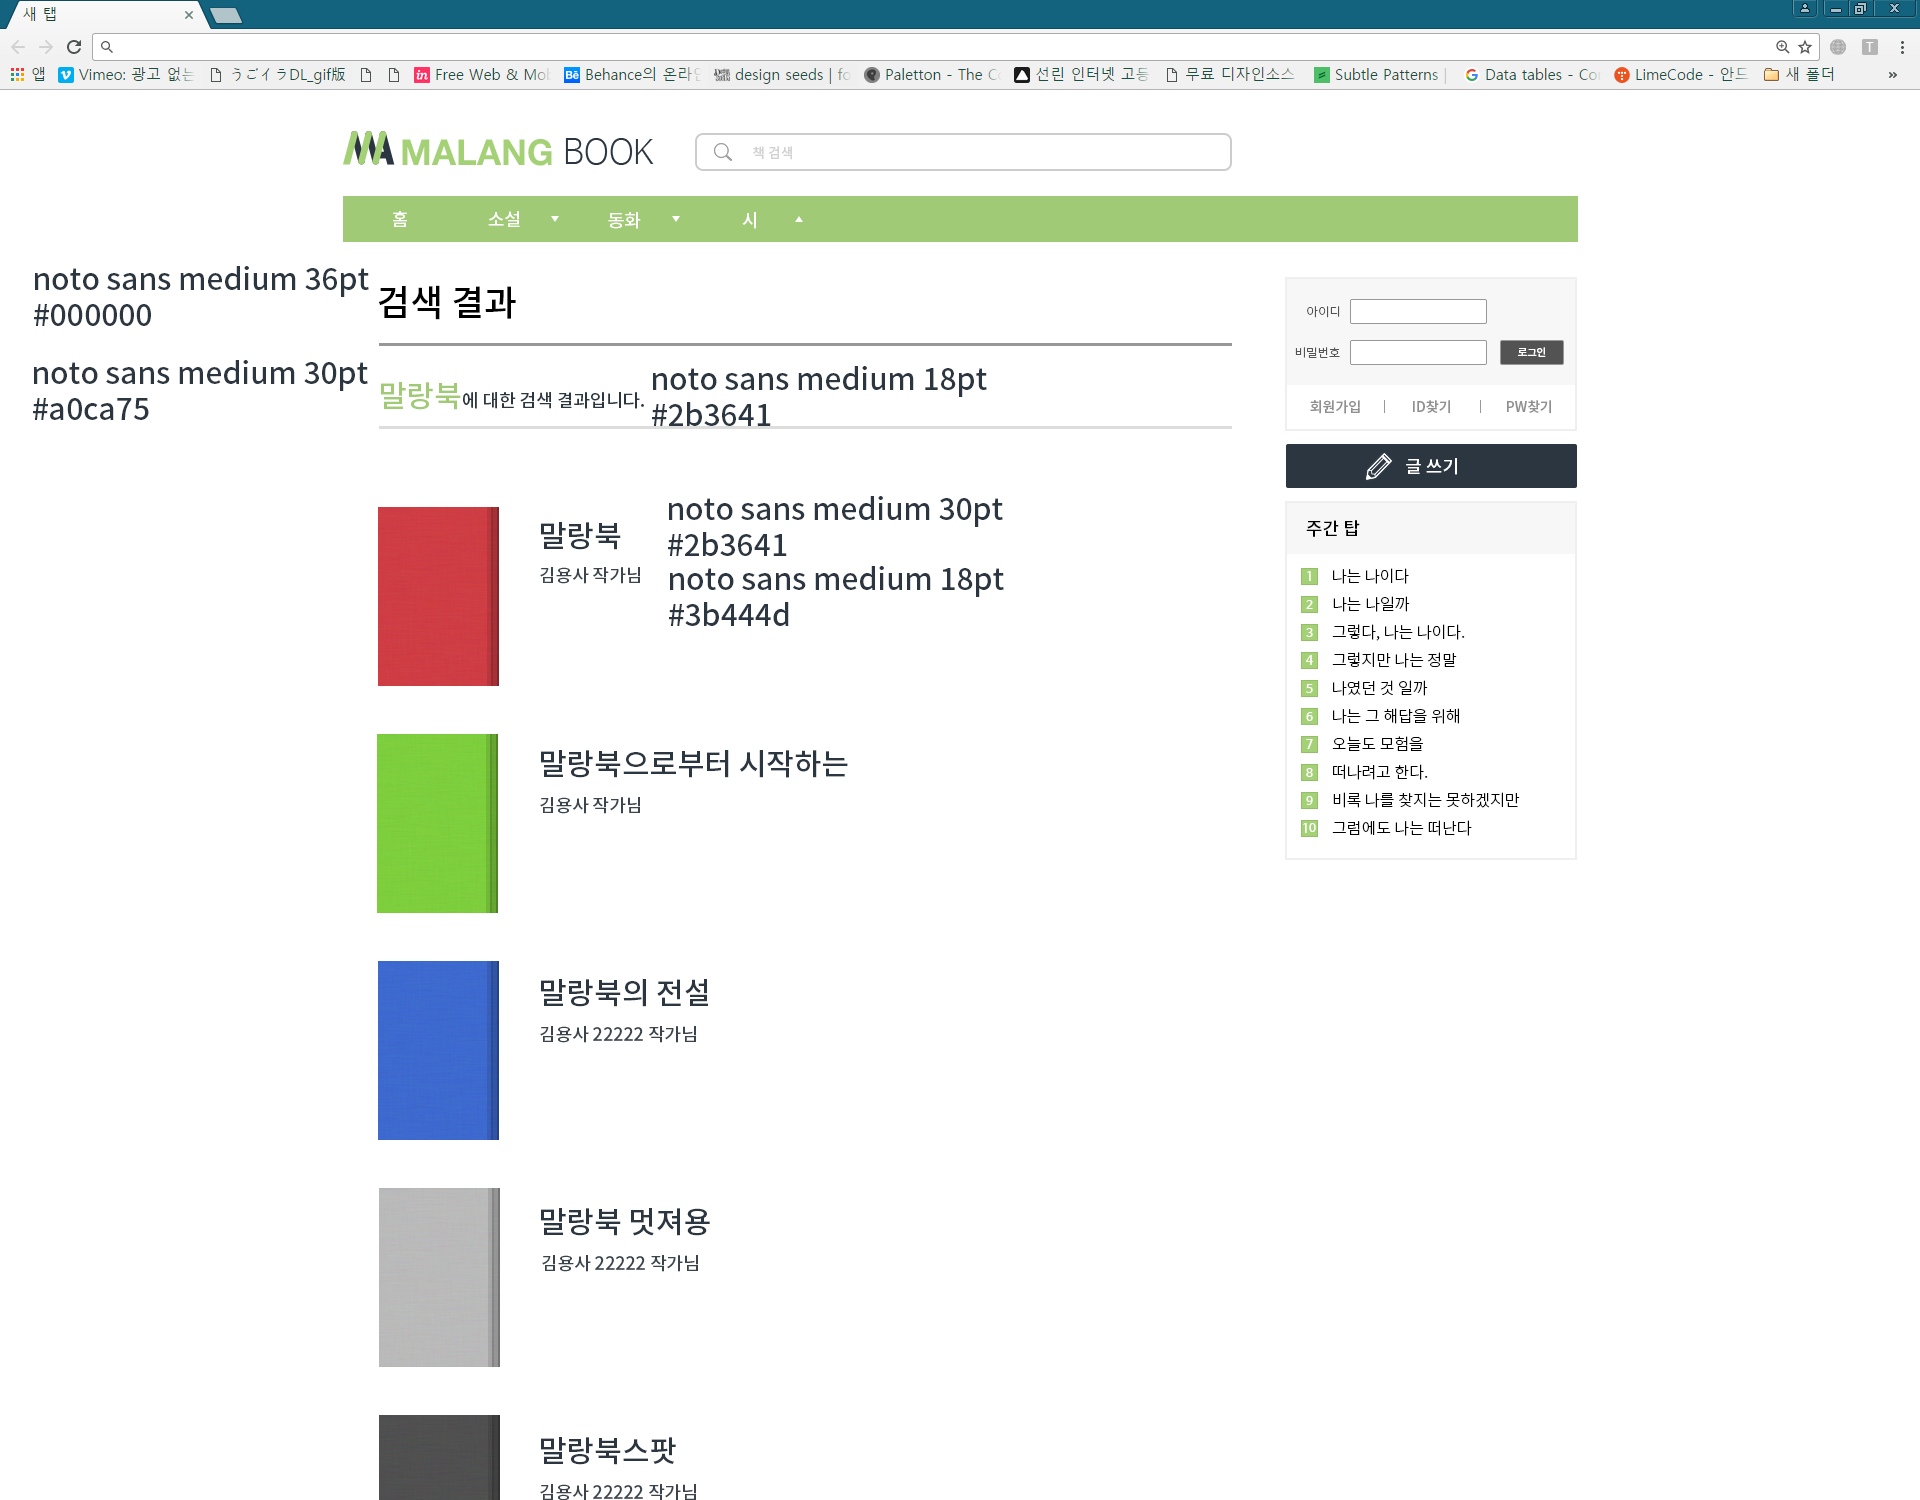 새 탭
앱
Vimeo: 광고 없는
うごイラDL_gif版
Free Web & Mob
Behance의 온라인
design seeds | fo
Paletton - The Co
선린 인터넷 고등
무료 디자인소스
Subtle Patterns |
Data tables - Co
LimeCode - 안드
새 폴더
MALANG BOOK
책 검색
홈
소설
동화
시
noto sans medium 36pt
#000000
검색 결과
noto sans medium 30pt
#a0ca75
말랑북에 대한 검색 결과입니다.
noto sans medium 18pt
#2b3641
말랑북
김용사 작가님
noto sans medium 30pt
#2b3641
noto sans medium 18pt
#3b444d
말랑북으로부터 시작하는
김용사 작가님
말랑북의 전설
김용사 22222 작가님
말랑북 멋져용
김용사 22222 작가님
말랑북스팟
김용사 22222 작가님
아이디
비밀번호
로그인
회원가입 | ID찾기 | PW찾기
글 쓰기
주간 탑
1 나는 나이다
2 나는 나일까
3 그렇다, 나는 나이다.
4 그렇지만 나는 정말
5 나였던 것 일까
6 나는 그 해답을 위해
7 오늘도 모험을
8 떠나려고 한다.
9 비록 나를 찾지는 못하겠지만
10 그럼에도 나는 떠난다